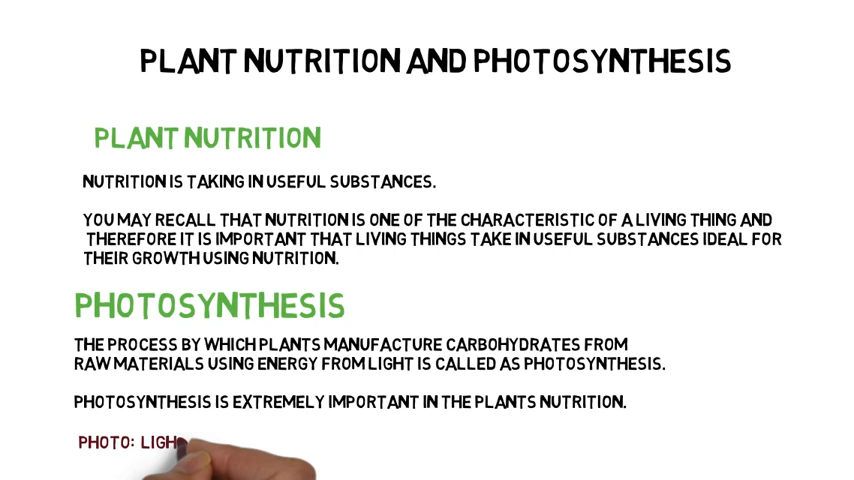 PLANT NUTRITION AND PHOTOSYNTHESIS
PLANT NUTRITION
NUTRITION IS TAKING IN USEFUL SUBSTANCES.
YOU MAY RECALL THAT NUTRITION IS ONE OF THE CHARACTERISTIC OF A LIVING THING AND
THEREFORE IT IS IMPORTANT THAT LIVING THINGS TAKE IN USEFUL SUBSTANCES IDEAL FOR
THEIR GROWTH USING NUTRITION.
PHOTOSYNTHESIS
THE PROCESS BY WHICH PLANTS MANUFACTURE CARBOHYDRATES FROM
RAW MATERIALS USING ENERGY FROM LIGHT IS CALLED AS PHOTOSYNTHESIS.
PHOTOSYNTHESIS IS EXTREMELY IMPORTANT IN THE PLANTS NUTRITION.
PHOTO: